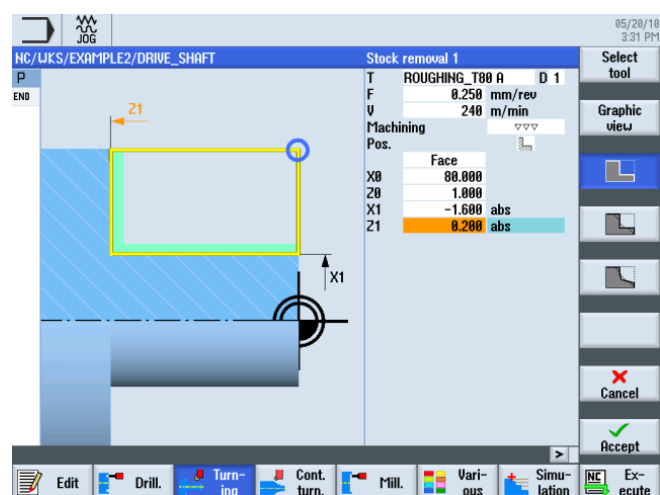 JOG
05/20/10
3:31 PM
NC/WKS/EXAMPLE2/DRIVE_SHAFT
Stock removal 1
Select
tool
P
END
T ROUGHING_T80 A D 1
F 0.250 mm/rev
V 240 m/min
Machining ▽▽▽
Pos.
Face
X0 80.000
Z0 1.000
X1 -1.600 abs
Z1 0.200 abs
Graphic
view
Z1
X1
Cancel
Accept
>
Edit
Drill.
Turn-
ing
Cont.
turn.
Mill.
Vari-
ous
Simu-
lation
NC
Ex-
ecute